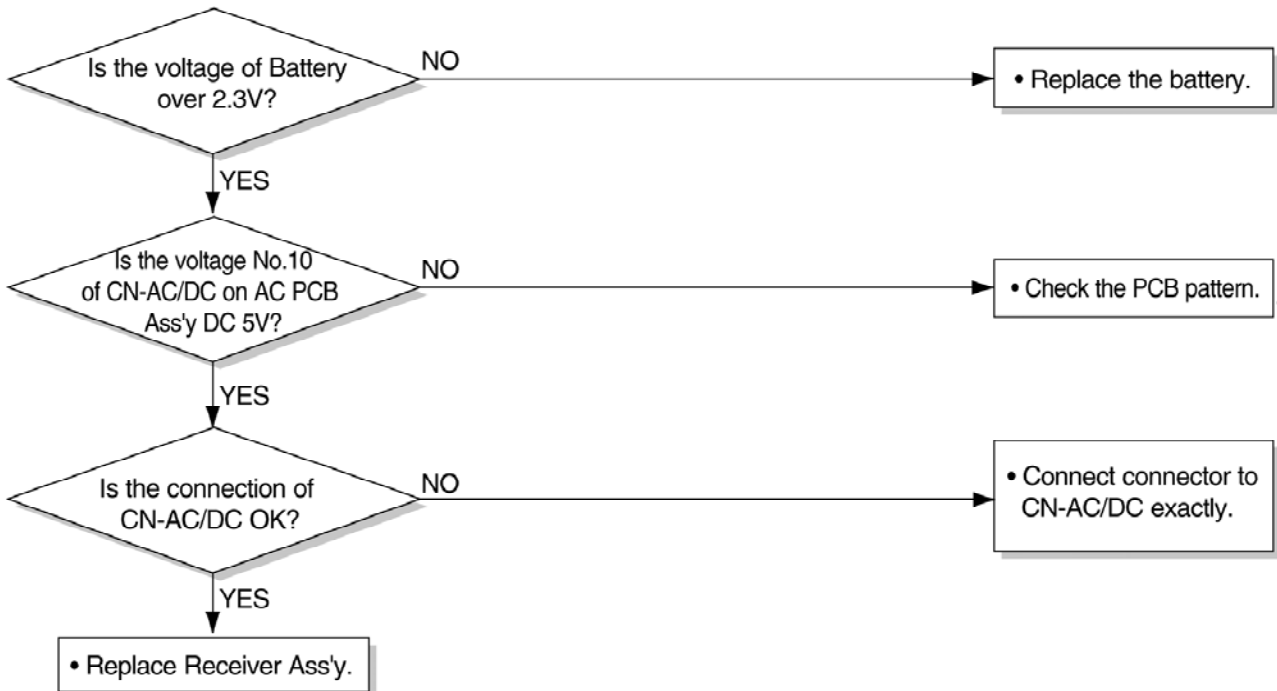 Is the voltage of Battery
over 2.3V?
NO
• Replace the battery.
YES
Is the voltage No.10
of CN-AC/DC on AC PCB
Ass'y DC 5V?
NO
• Check the PCB pattern.
YES
Is the connection of
CN-AC/DC OK?
NO
• Connect connector to
CN-AC/DC exactly.
YES
• Replace Receiver Ass'y.